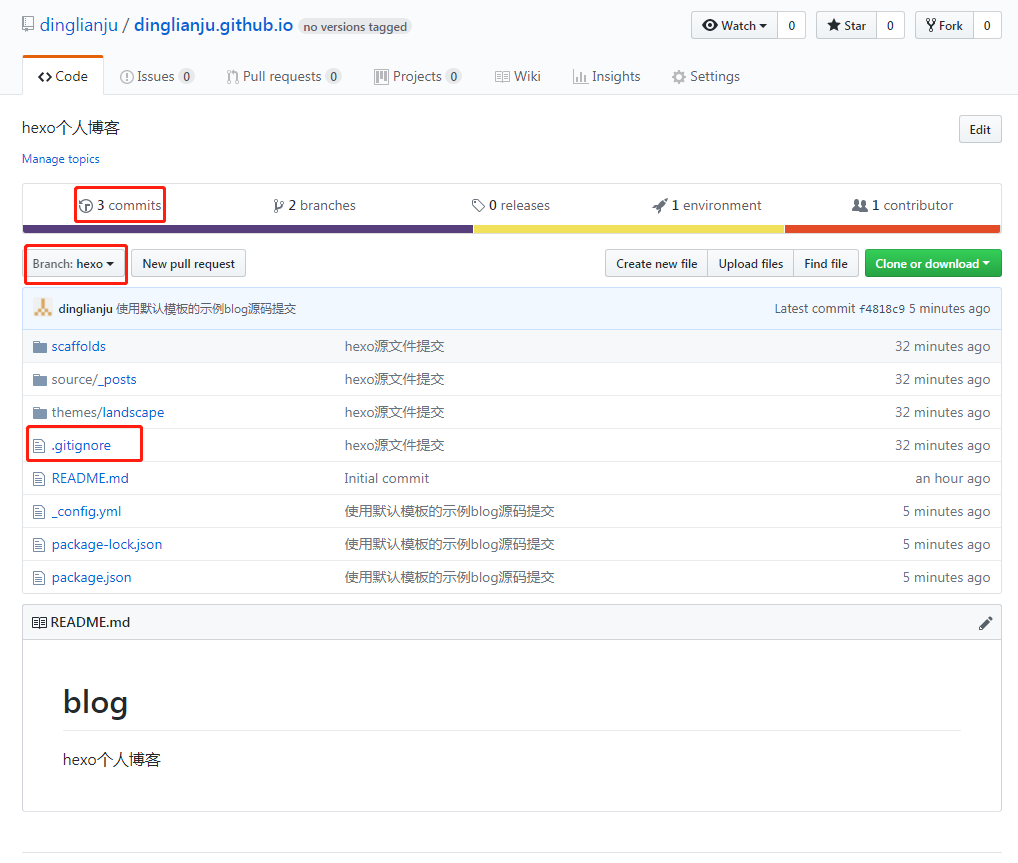 dinglianju / dinglianju.github.io no versions tagged Watch 0 Star 0 Fork 0
Code Issues 0 Pull requests 0 Projects 0 Wiki Insights Settings
hexo个人博客 Edit
Manage topics
3 commits 2 branches 0 releases 1 environment 1 contributor
Branch: hexo New pull request Create new file Upload files Find file Clone or download
dinglianju 使用默认模板的示例blog源码提交 Latest commit f4818c9 5 minutes ago
scaffolds hexo源文件提交 32 minutes ago
source/_posts hexo源文件提交 32 minutes ago
themes/landscape hexo源文件提交 32 minutes ago
.gitignore hexo源文件提交 32 minutes ago
README.md Initial commit an hour ago
_config.yml 使用默认模板的示例blog源码提交 5 minutes ago
package-lock.json 使用默认模板的示例blog源码提交 5 minutes ago
package.json 使用默认模板的示例blog源码提交 5 minutes ago
README.md
blog
hexo个人博客